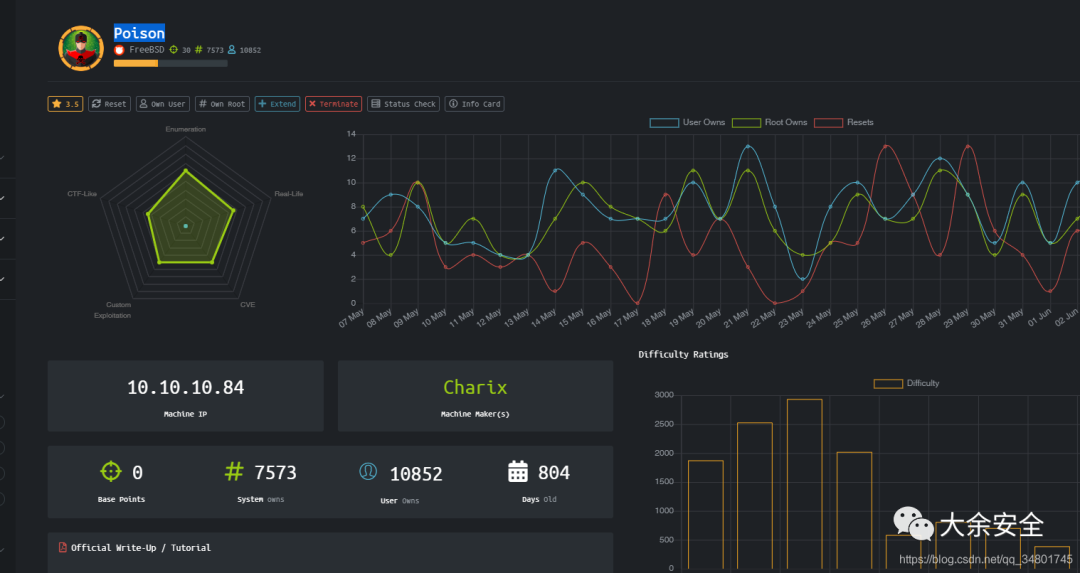 Poison
FreeBSD 30 7573 10852
3.5 Reset Own User Own Root Extend Terminate Status Check Info Card
Enumeration
CTF-Like
Real-Life
Custom
Exploitation
CVE
User Owns Root Owns Resets
14
12
10
8
6
4
2
0
07 May 08 May 09 May 10 May 11 May 12 May 13 May 14 May 15 May 16 May 17 May 18 May 19 May 20 May 21 May 22 May 23 May 24 May 25 May 26 May 27 May 28 May 29 May 30 May 31 May 01 Jun 02 Jun
10.10.10.84
Machine IP
Charix
Machine Maker(s)
0
Base Points
7573
System owns
10852
User Owns
804
Days Old
Official Write-Up / Tutorial
Difficulty Ratings
Difficulty
3000
2500
2000
1500
1000
500
0
大余安全
https://blog.csdn.net/qq_34801745